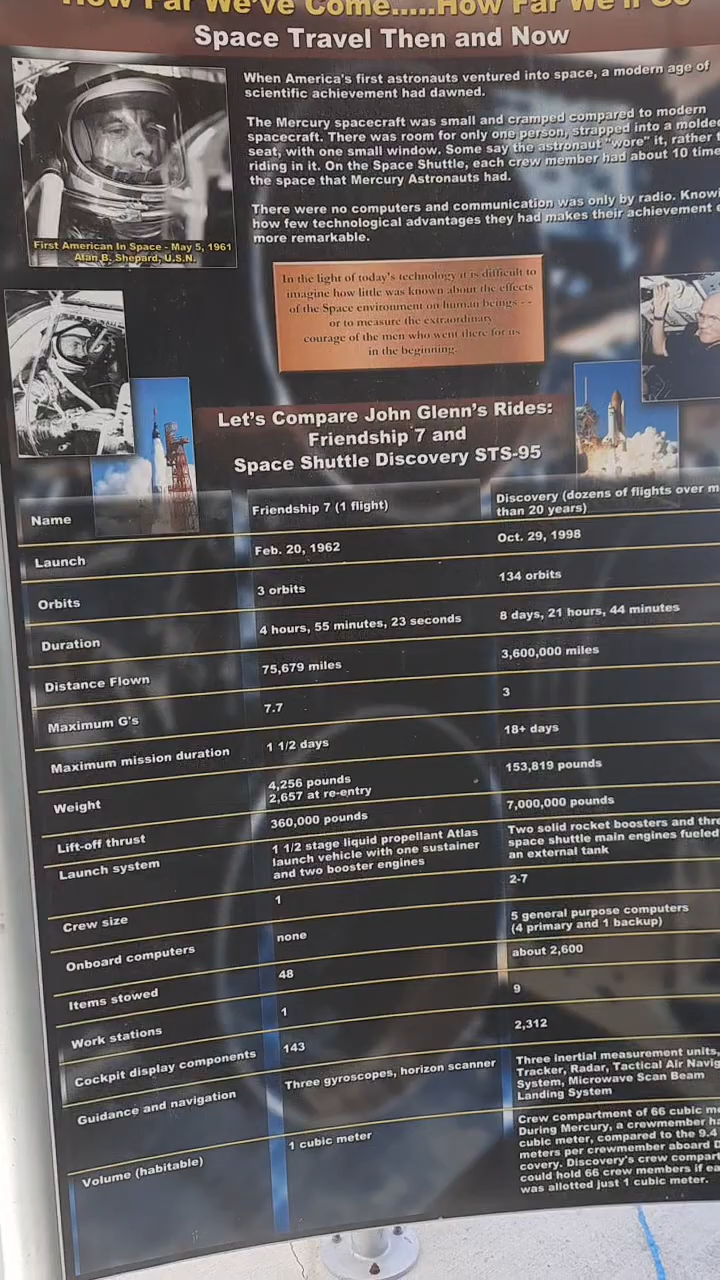 How Far We've Come.....How Far We'll Go
Space Travel Then and Now
When America's first astronauts ventured into space, a modern age of
scientific achievement had dawned.
The Mercury spacecraft was small and cramped compared to modern
spacecraft. There was room for only one person, strapped into a molde
seat, with one small window. Some say the astronaut "wore" it, rather
riding in it. On the Space Shuttle, each crew member had about 10 time
the space that Mercury Astronauts had.
There were no computers and communication was only by radio. Know
how few technological advantages they had makes their achievement
more remarkable.
First American In Space - May 5, 1961
Alan B. Shepard, U.S.N.
In the light of today's technology it is difficult to
imagine how little was known about the effects
of the Space environment on human beings - -
or to measure the extraordinary
courage of the men who went there for us
in the beginning.
Let's Compare John Glenn's Rides:
Friendship 7 and
Space Shuttle Discovery STS-95
Name
Friendship 7 (1 flight)
Discovery (dozens of flights over m
than 20 years)
Launch
Feb. 20, 1962
Oct. 29, 1998
Orbits
3 orbits
134 orbits
Duration
4 hours, 55 minutes, 23 seconds
8 days, 21 hours, 44 minutes
Distance Flown
75,679 miles
3,600,000 miles
Maximum G's
7.7
3
Maximum mission duration
1 1/2 days
18+ days
Weight
4,256 pounds
2,657 at re-entry
153,819 pounds
Lift-off thrust
360,000 pounds
7,000,000 pounds
Launch system
1 1/2 stage liquid propellant Atlas
launch vehicle with one sustainer
and two booster engines
Two solid rocket boosters and thre
space shuttle main engines fueled
an external tank
Crew size
1
2-7
Onboard computers
none
5 general purpose computers
(4 primary and 1 backup)
Items stowed
48
about 2,600
Work stations
1
9
Cockpit display components
143
2,312
Guidance and navigation
Three gyroscopes, horizon scanner
Three inertial measurement units,
Tracker, Radar, Tactical Air Navig
System, Microwave Scan Beam
Landing System
Volume (habitable)
1 cubic meter
Crew compartment of 66 cubic m
During Mercury, a crewmember ha
cubic meter, compared to the 9.4
meters per crewmember aboard D
covery. Discovery's crew compart
could hold 66 crew members if ea
was allotted just 1 cubic meter.